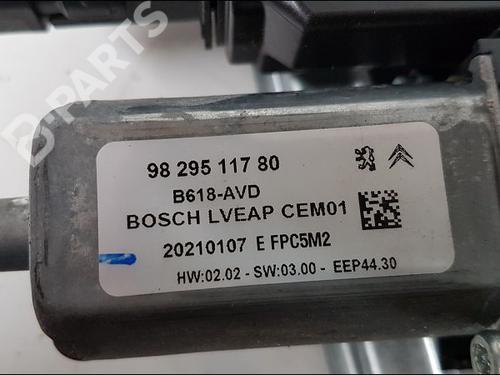 B-PARTS
98 295 117 80
B618-AVD
BOSCH LVEAP CEM01
20210107 E FPC5M2
HW:02.02 - SW:03.00 - EEP44.30